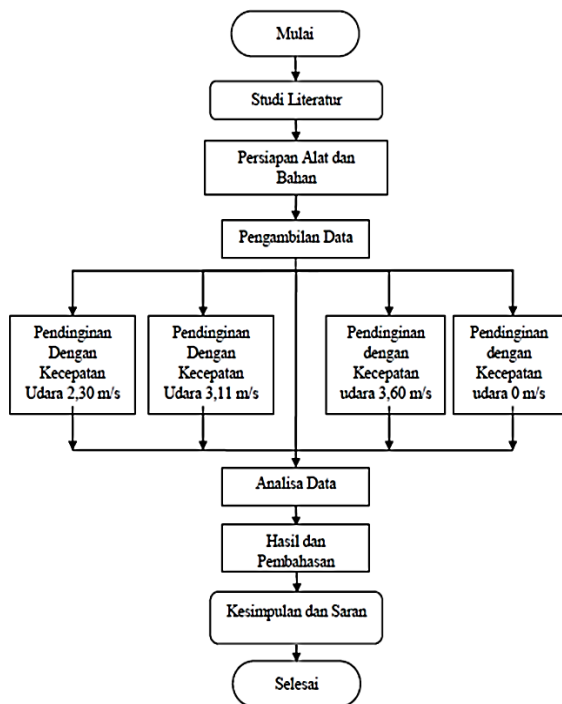 Mulai
Studi Literatur
Persiapan Alat dan
Bahan
Pengambilan Data
Pendinginan
Dengan
Kecepatan
Udara 2,30 m/s
Pendinginan
Dengan
Kecepatan
Udara 3,11 m/s
Pendinginan
dengan
Kecepatan
udara 3,60 m/s
Pendinginan
dengan
Kecepatan
udara 0 m/s
Analisa Data
Hasil dan
Pembahasan
Kesimpulan dan Saran
Selesai